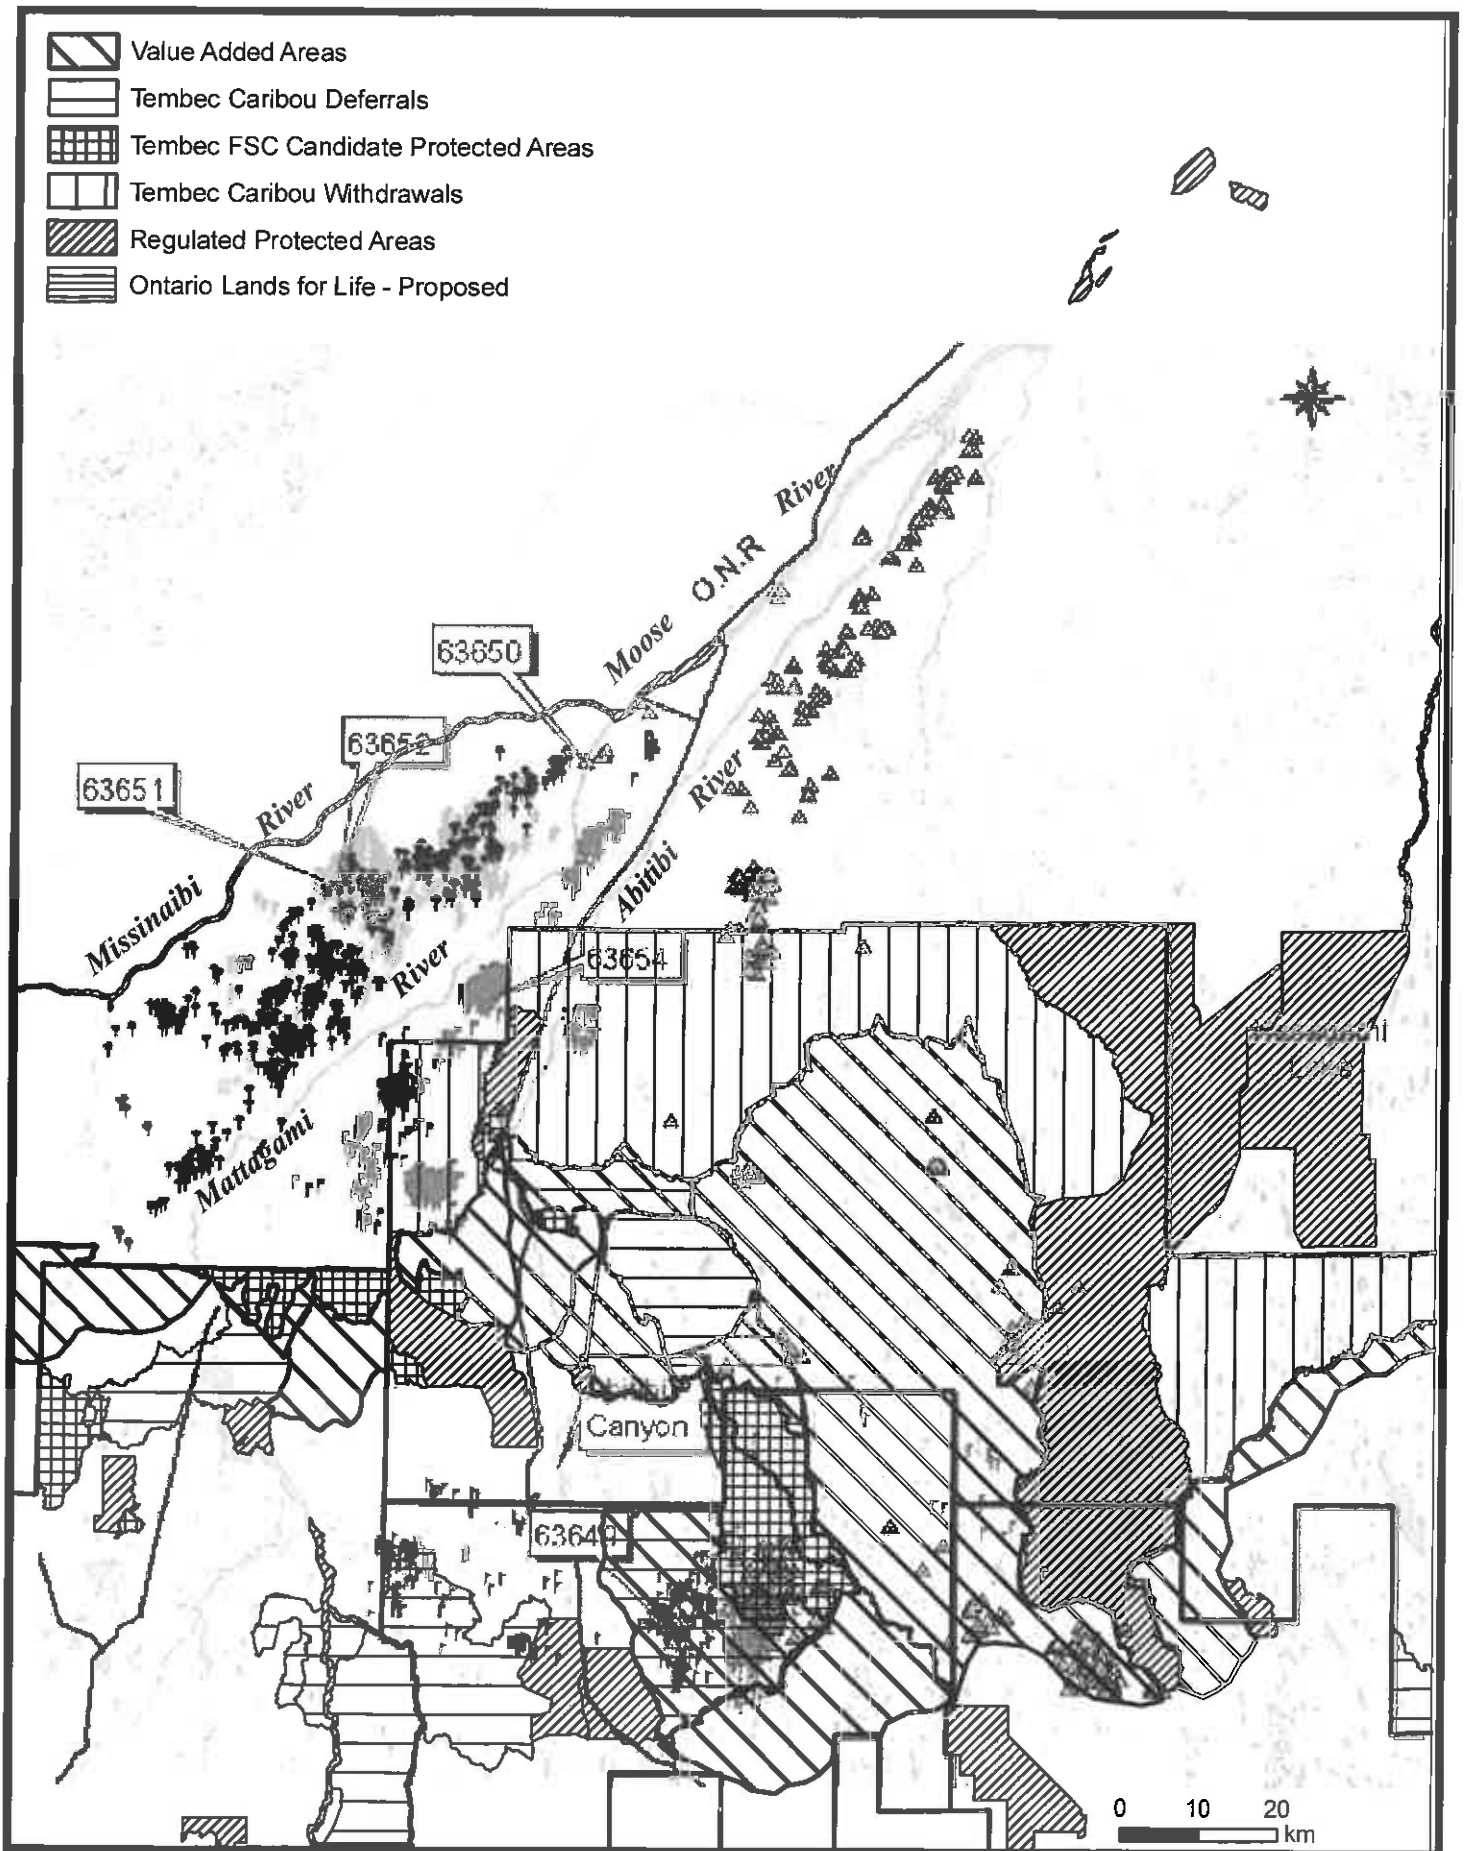 Value Added Areas
Tembec Caribou Deferrals
Tembec FSC Candidate Protected Areas
Tembec Caribou Withdrawals
Regulated Protected Areas
Ontario Lands for Life - Proposed
River
O.N.R
Moose
63650
63652
63651
River
River
Abitibi
Missinaibi
River
63654
Mattagami
Canyon
63649
0 10 20
km